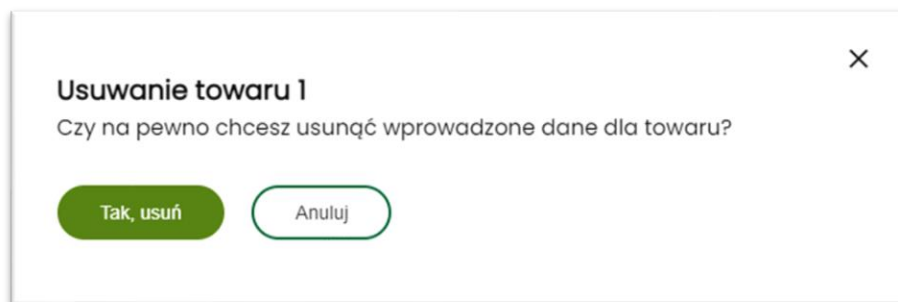 Usuwanie towaru 1
Czy na pewno chcesz usunąć wprowadzone dane dla towaru?
Tak, usuń
Anuluj